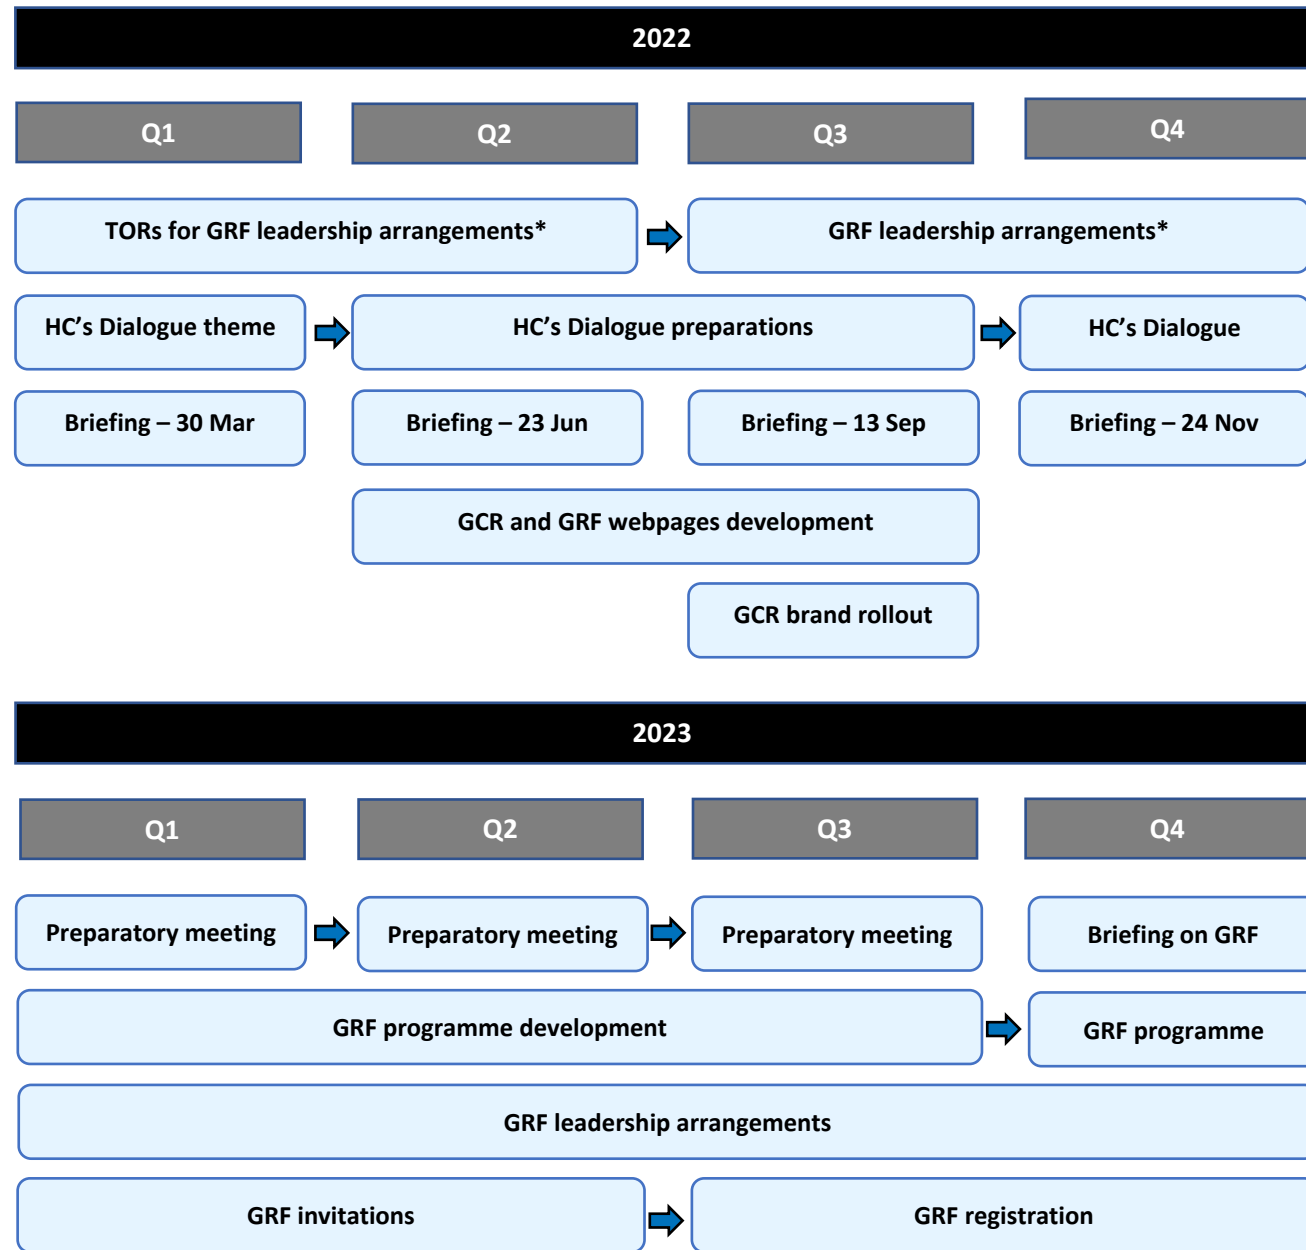 2022
Q1 Q2 Q3 Q4
TORs for GRF leadership arrangements* GRF leadership arrangements*
HC’s Dialogue theme HC’s Dialogue preparations HC’s Dialogue
Briefing – 30 Mar Briefing – 23 Jun Briefing – 13 Sep Briefing – 24 Nov
GCR and GRF webpages development
GCR brand rollout
2023
Q1 Q2 Q3 Q4
Preparatory meeting Preparatory meeting Preparatory meeting Briefing on GRF
GRF programme development GRF programme
GRF leadership arrangements
GRF invitations GRF registration